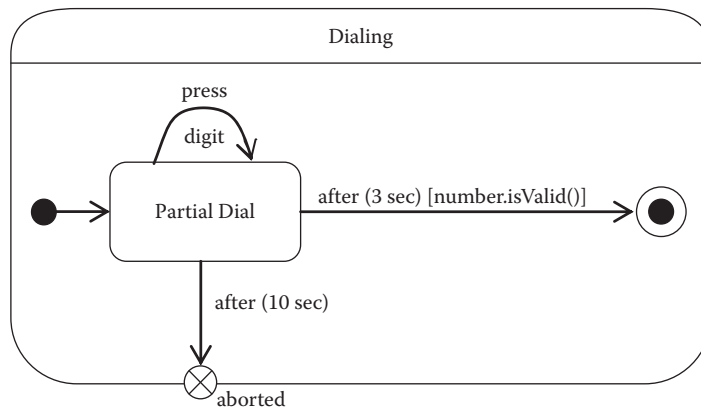 Dialing
press
digit
Partial Dial
after (3 sec) [number.isValid()]
after (10 sec)
aborted